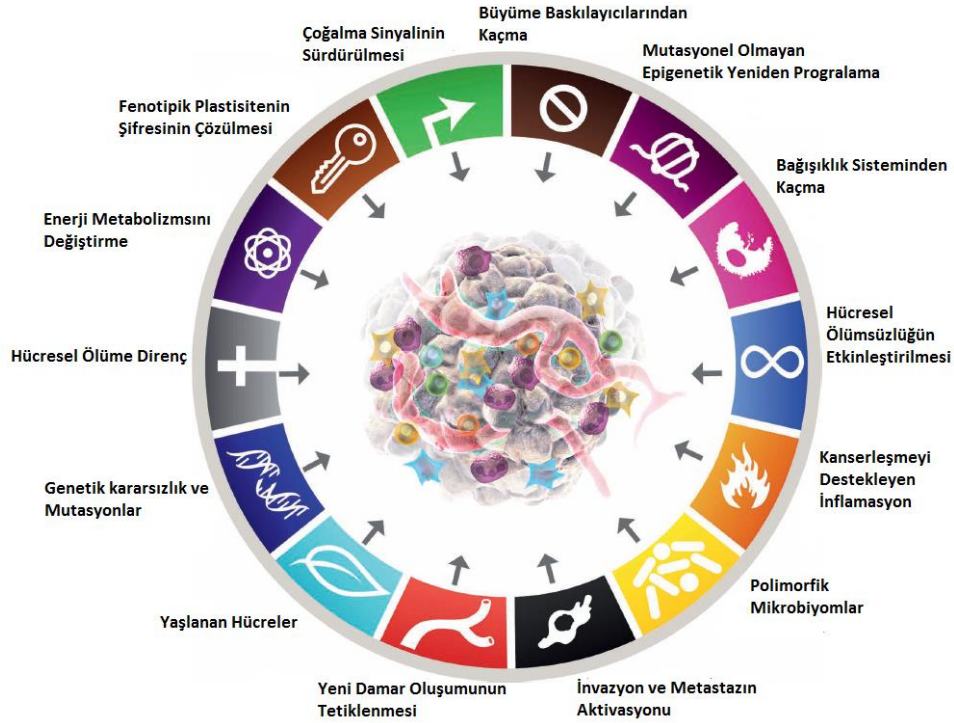 Büyüme Baskılayıcılarından
Kaçma
Çoğalma Sinyalinin
Sürdürülmesi
Mutasyonel Olmayan
Epigenetik Yeniden Programala
Fenotipik Plastisitenin
Şifresinin Çözülmesi
Bağışıklık Sisteminden
Kaçma
Enerji Metabolizmsını
Değiştirme
Hücresel
Ölümsüzlüğün
Etkinleştirilmesi
Hücresel Ölüme Direnç
Kanserleşmeyi
Destekleyen
İnflamasyon
Genetik kararsızlık ve
Mutasyonlar
Polimorfik
Mikrobiyomlar
Yaşlanan Hücreler
Yeni Damar Oluşumunun
Tetiklenmesi
İnvazyon ve Metastazın
Aktivasyonu